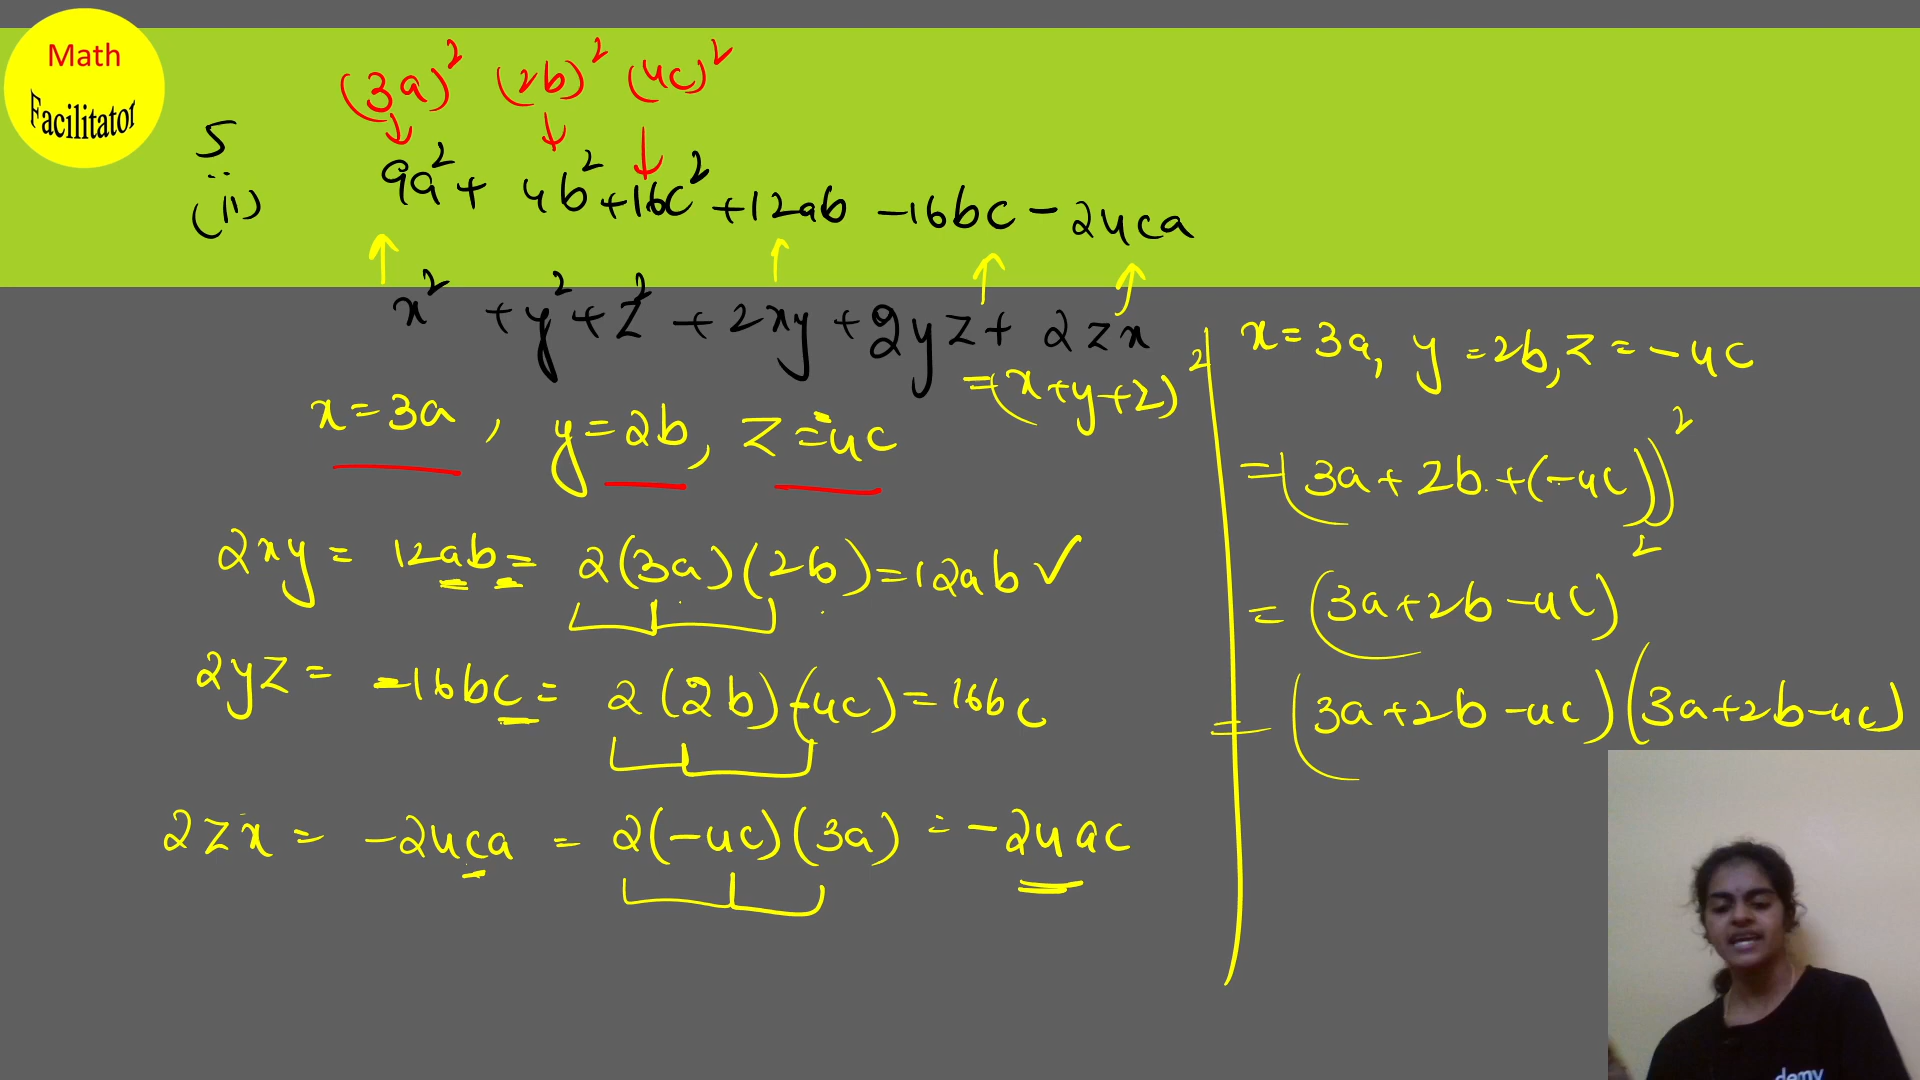 Math
Facilitator
(3a)² (2b)² (4c)²
5
(ii) 9a² + 4b² +16c² +12ab -16bc - 24ca
x² + y² + z² + 2xy + 2yz + 2zx
=(x+y+z)²
x=3a, y=2b, z=-4c
2xy = 12ab = 2(3a)(2b)=12ab ✓
2yz = -16bc = 2(2b)(-4c)=16bc
2zx = -24ca = 2(-4c)(3a) = -24ac
x=3a, y=2b, z=-4c
=(3a+2b+(-4c))²
=(3a+2b-4c)²
=(3a+2b-4c)(3a+2b-4c)
demy